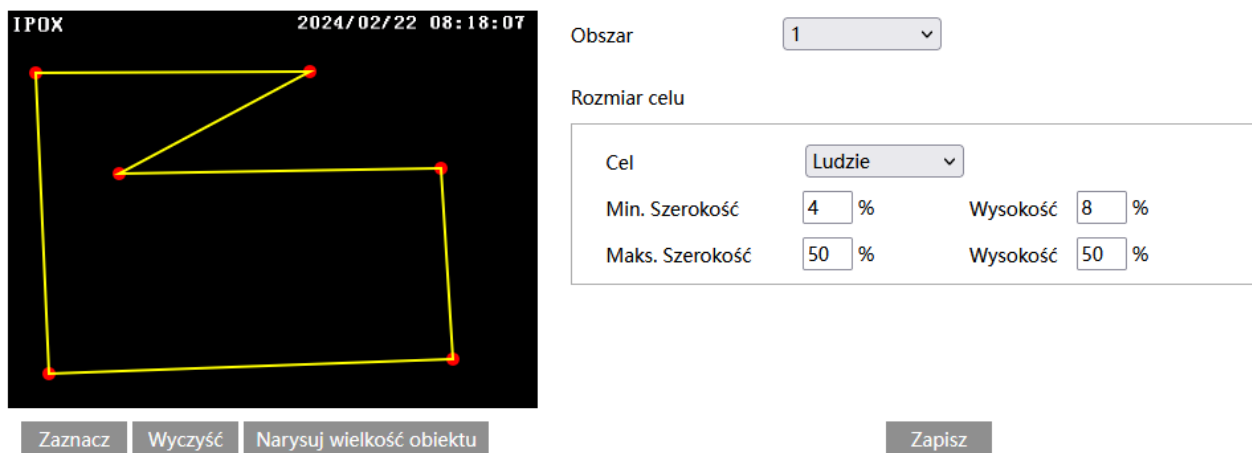 IPOX 2024/02/22 08:18:07
Obszar 1
Rozmiar celu
Cel Ludzie
Min. Szerokość 4 % Wysokość 8 %
Maks. Szerokość 50 % Wysokość 50 %
Zaznacz Wyczyść Narysuj wielkość obiektu Zapisz